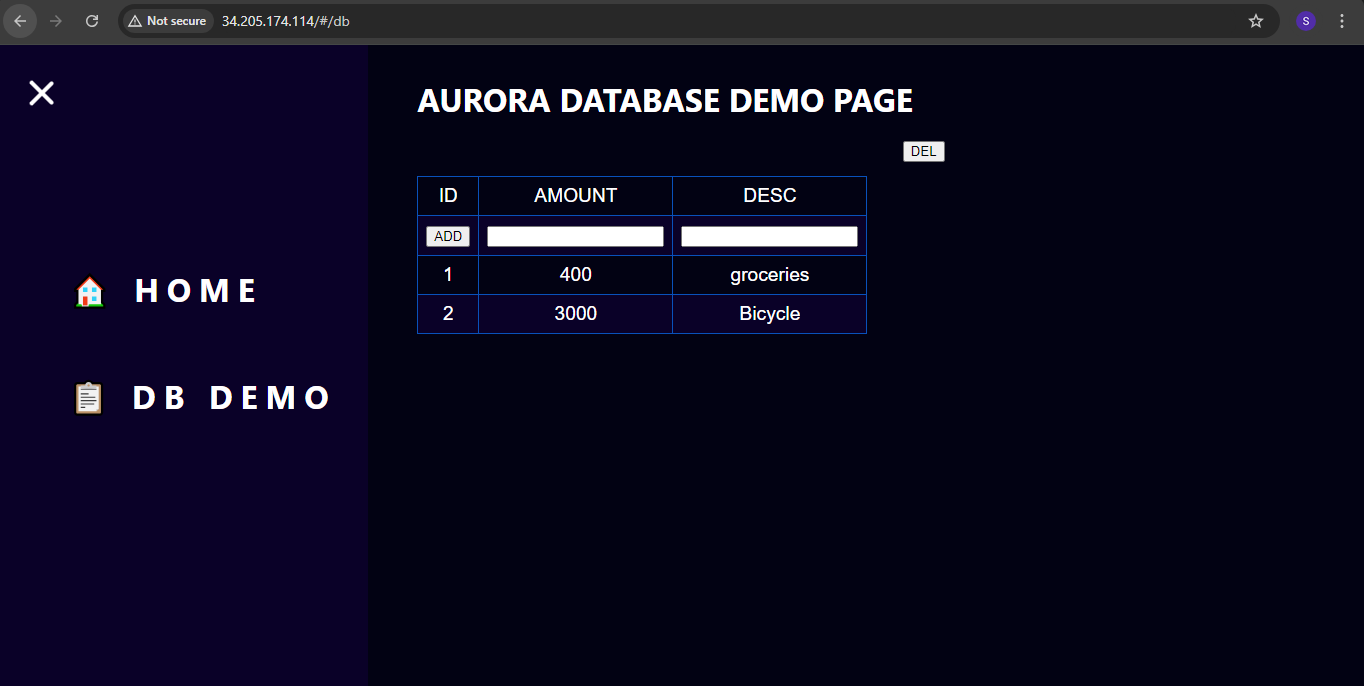 Not secure 34.205.174.114/#/db S
AURORA DATABASE DEMO PAGE
DEL
ID AMOUNT DESC
ADD
1 400 groceries
2 3000 Bicycle
HOME
DB DEMO